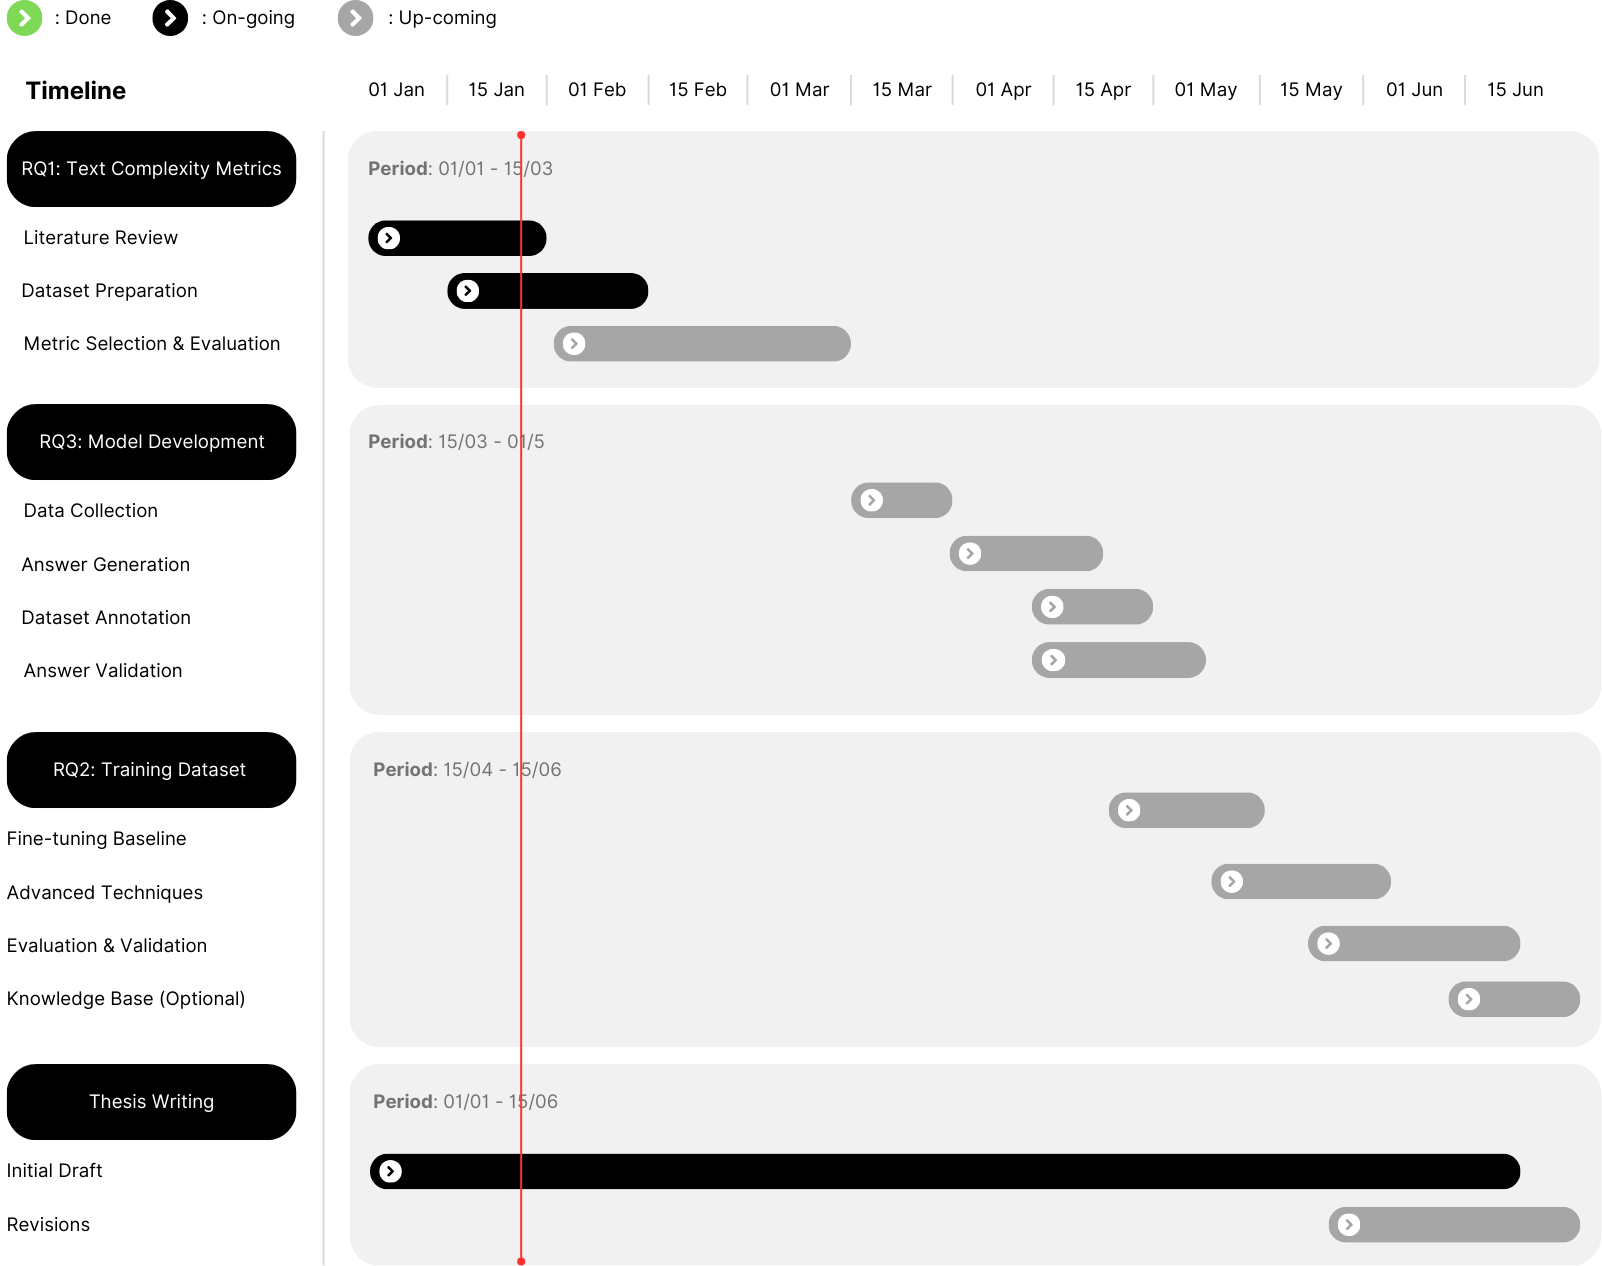 : Done : On-going : Up-coming
Timeline 01 Jan 15 Jan 01 Feb 15 Feb 01 Mar 15 Mar 01 Apr 15 Apr 01 May 15 May 01 Jun 15 Jun
RQ1: Text Complexity Metrics Period: 01/01 - 15/03
Literature Review
Dataset Preparation
Metric Selection & Evaluation
RQ3: Model Development Period: 15/03 - 01/5
Data Collection
Answer Generation
Dataset Annotation
Answer Validation
RQ2: Training Dataset Period: 15/04 - 15/06
Fine-tuning Baseline
Advanced Techniques
Evaluation & Validation
Knowledge Base (Optional)
Thesis Writing Period: 01/01 - 15/06
Initial Draft
Revisions